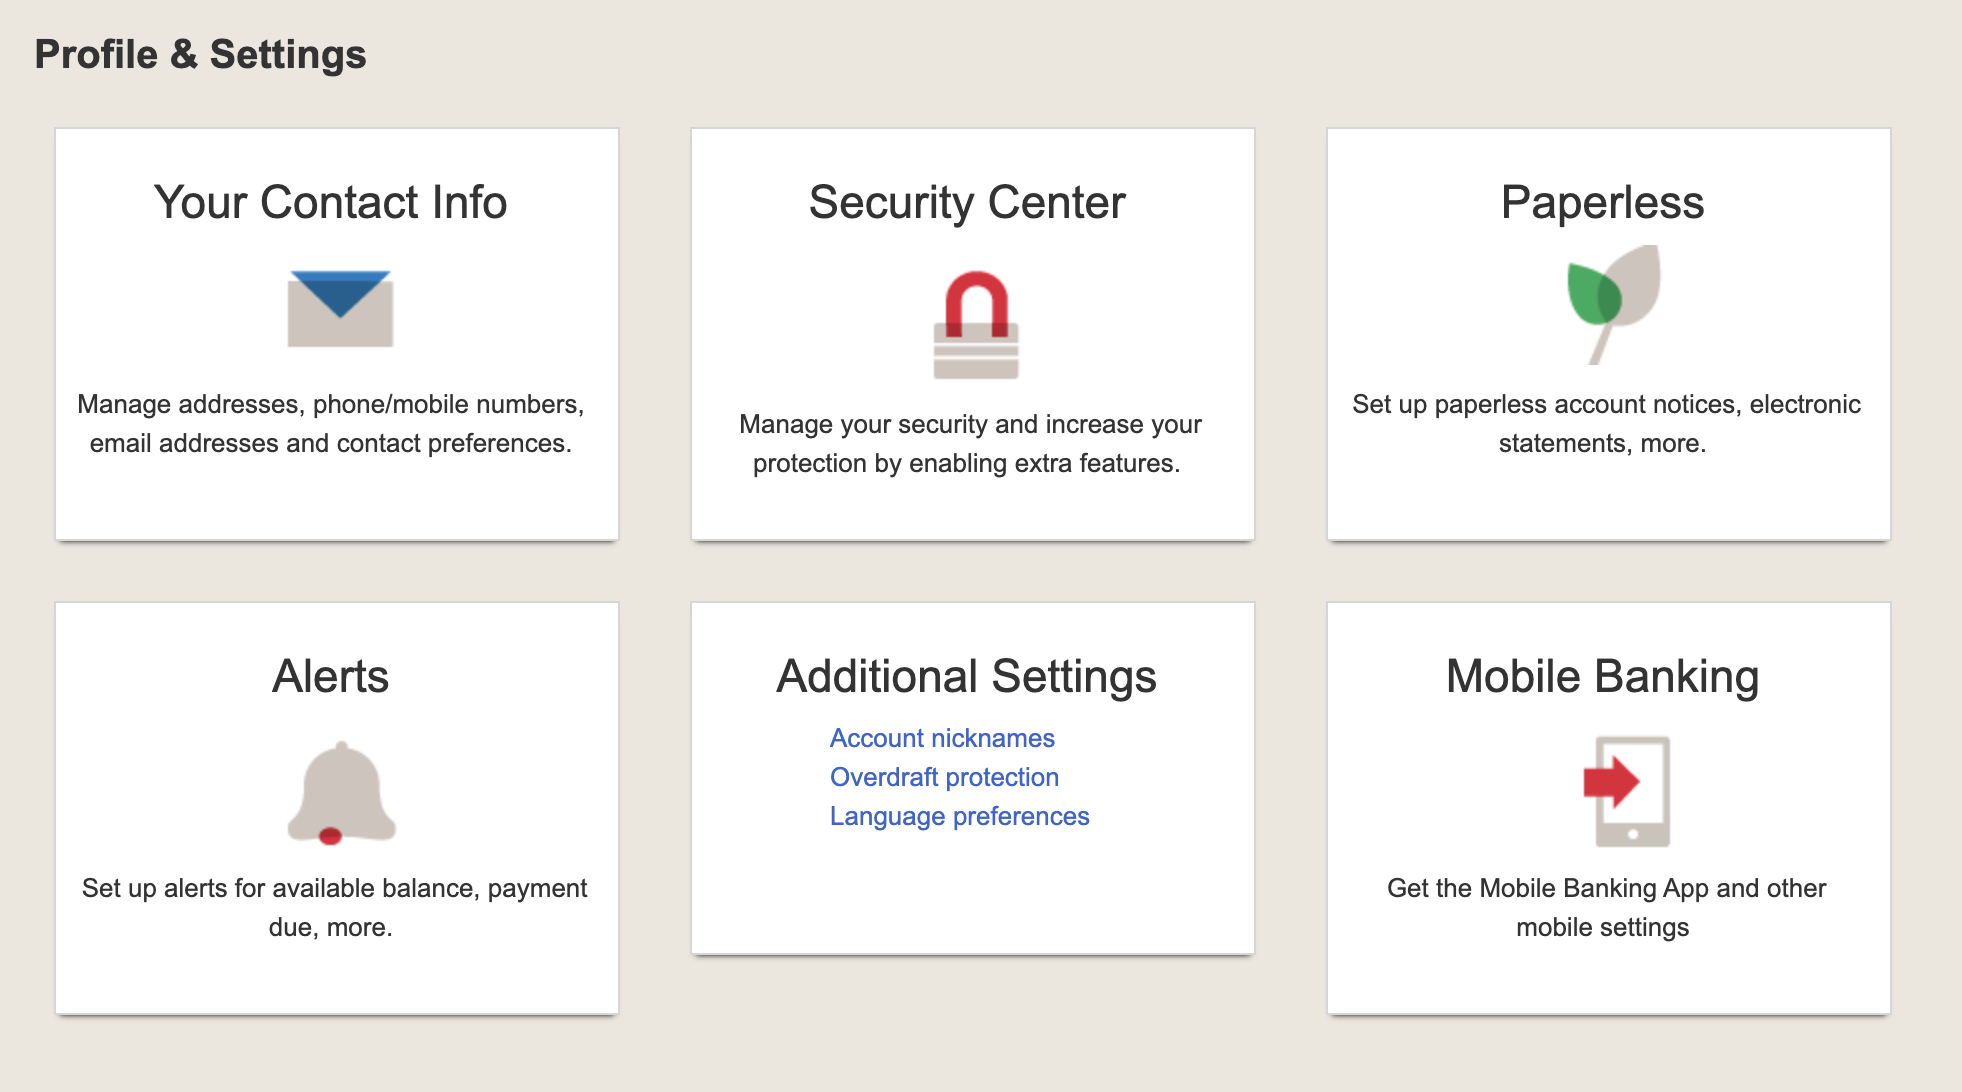 Profile & Settings
Your Contact Info
Manage addresses, phone/mobile numbers,
email addresses and contact preferences.
Security Center
Manage your security and increase your
protection by enabling extra features.
Paperless
Set up paperless account notices, electronic
statements, more.
Alerts
Set up alerts for available balance, payment
due, more.
Additional Settings
Account nicknames
Overdraft protection
Language preferences
Mobile Banking
Get the Mobile Banking App and other
mobile settings